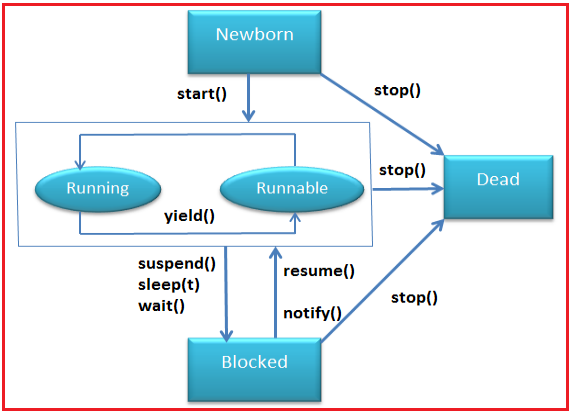 Newborn
start()
stop()
Running
Runnable
yield()
stop()
Dead
suspend()
sleep(t)
wait()
resume()
notify()
stop()
Blocked